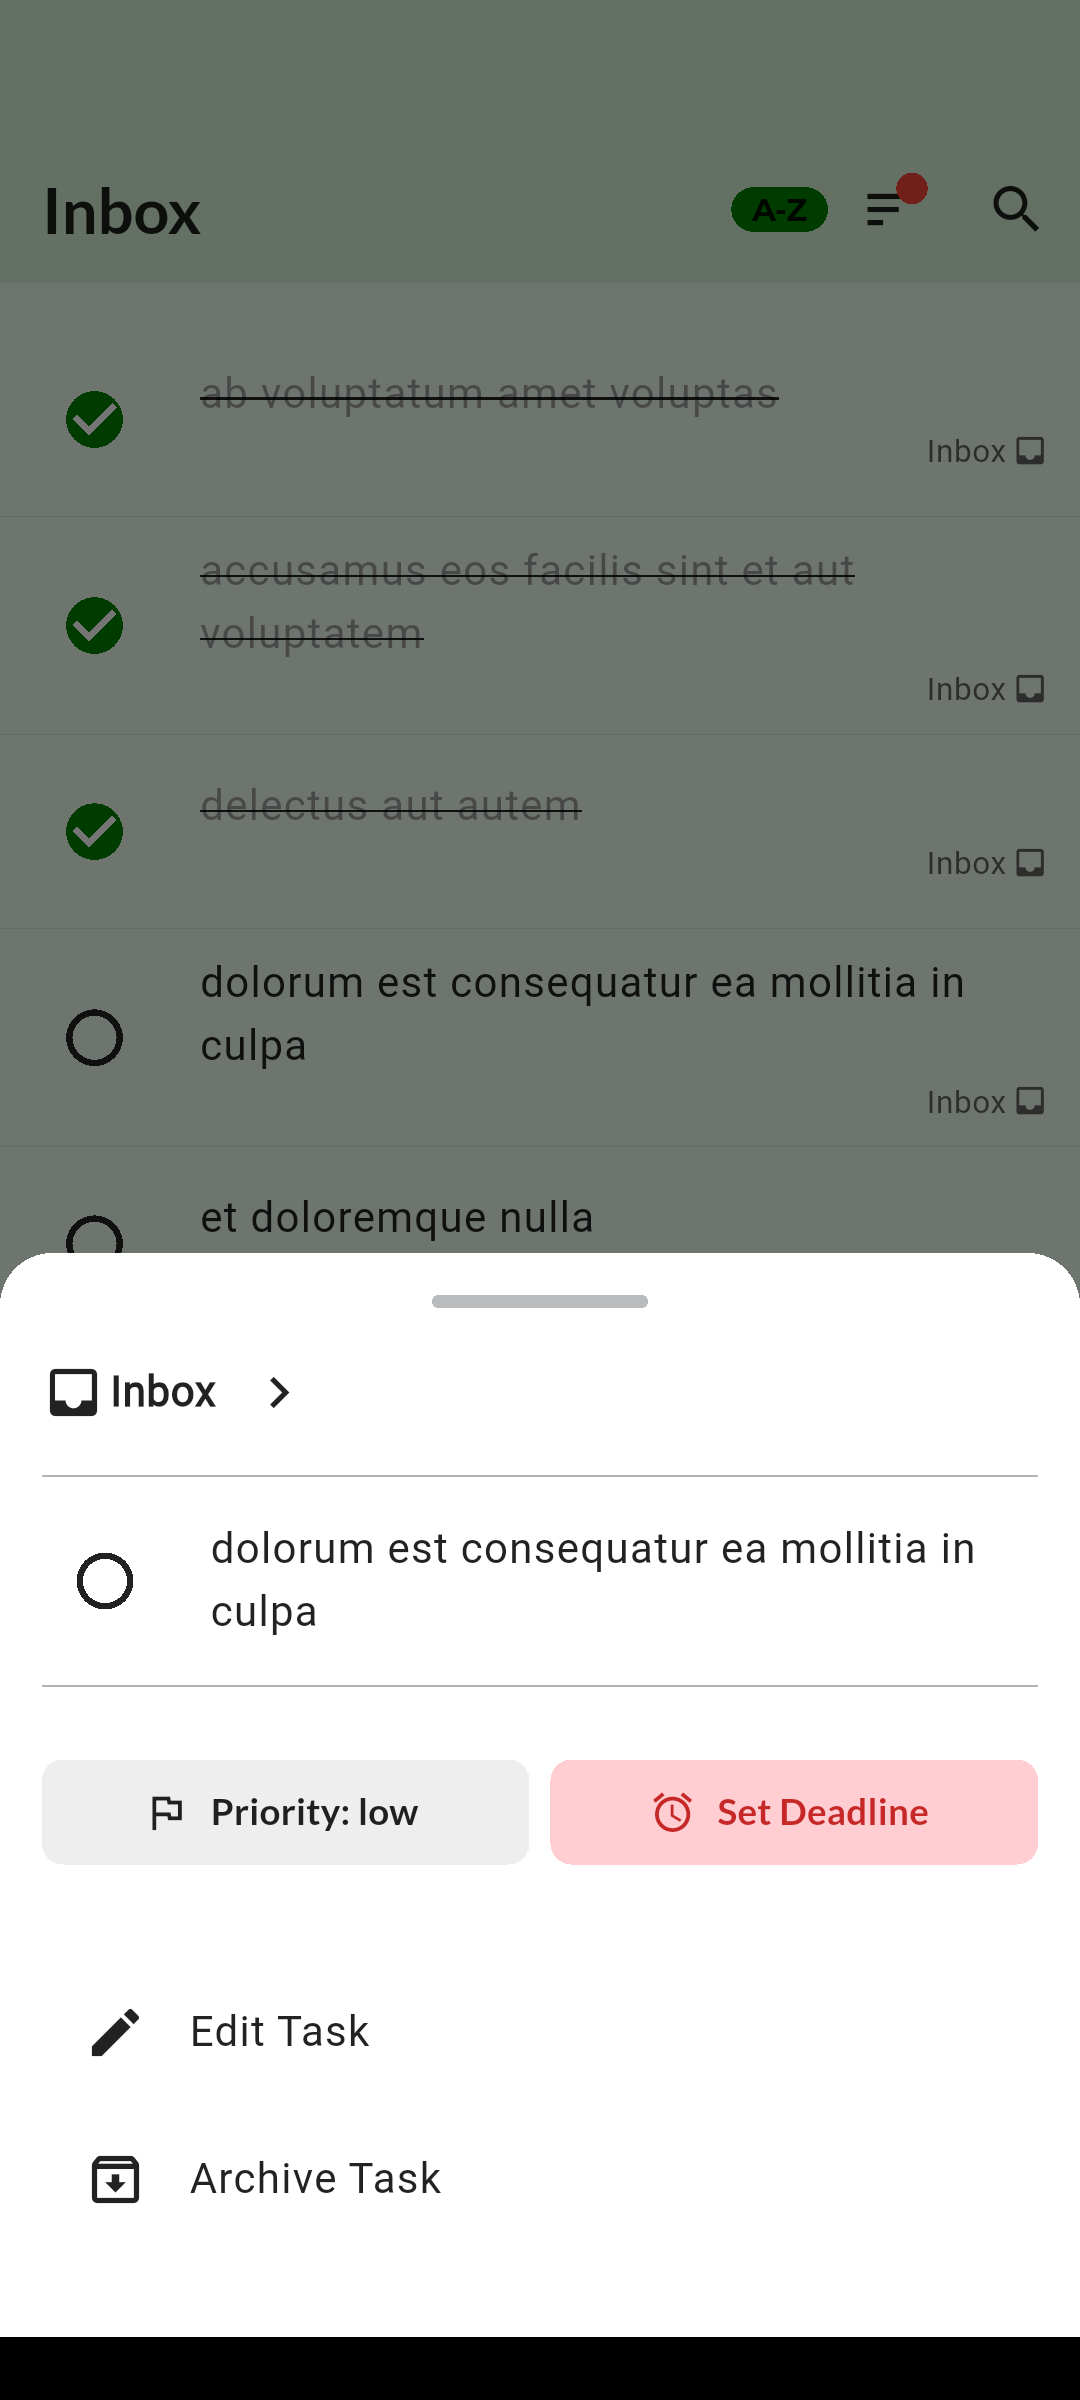 Inbox
A-Z
ab voluptatum amet voluptas
Inbox
accusamus eos facilis sint et aut
voluptatem
Inbox
delectus aut autem
Inbox
dolorum est consequatur ea mollitia in
culpa
Inbox
et doloremque nulla
Inbox
dolorum est consequatur ea mollitia in
culpa
Priority: low
Set Deadline
Edit Task
Archive Task